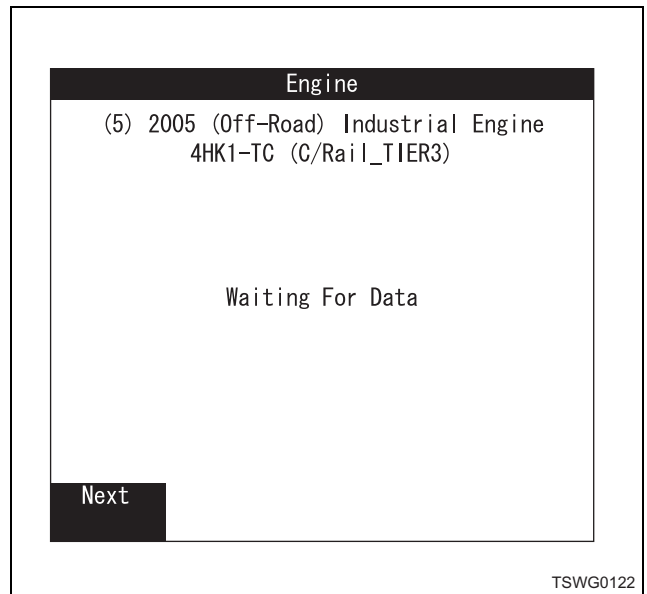 Engine
(5) 2005 (Off-Road) Industrial Engine
4HK1-TC (C/Rail_TIER3)
Waiting For Data
Next
TSWG0122